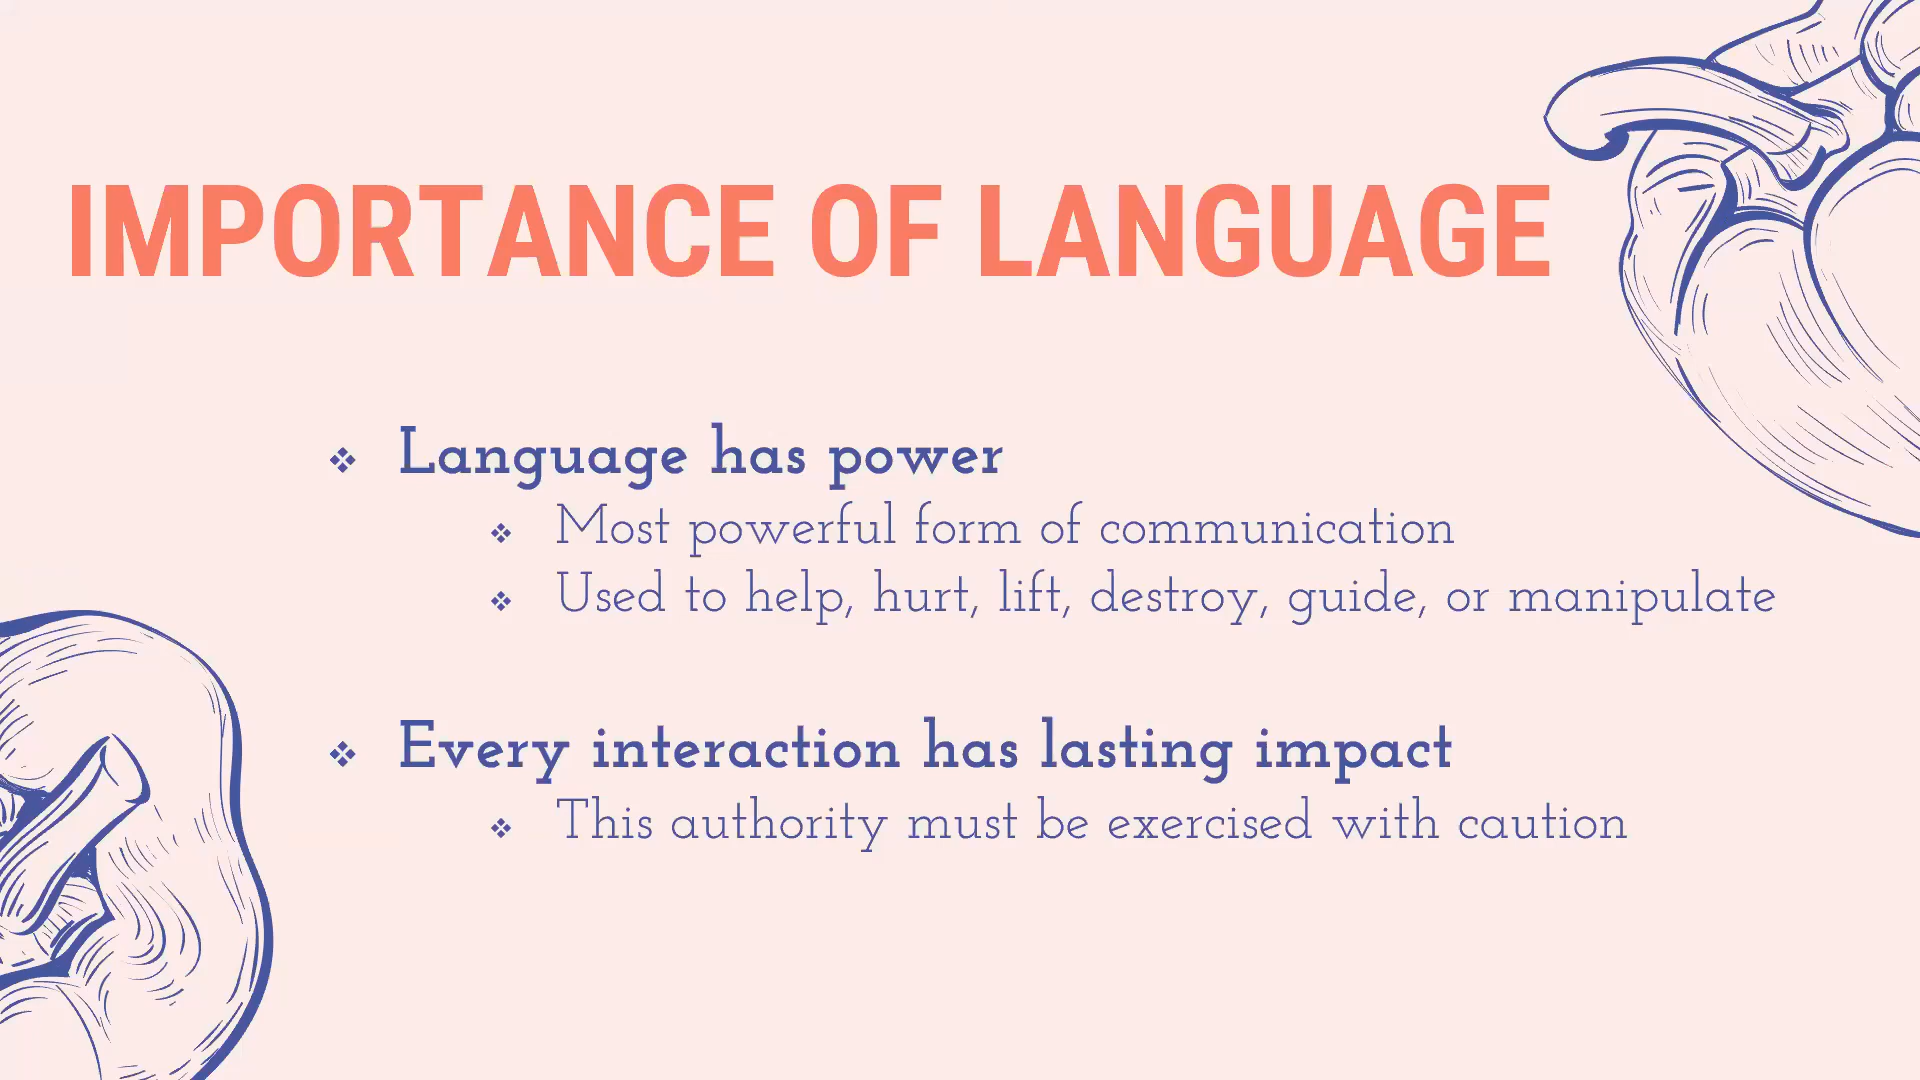 IMPORTANCE OF LANGUAGE
Language has power
Most powerful form of communication
Used to help, hurt, lift, destroy, guide, or manipulate
Every interaction has lasting impact
This authority must be exercised with caution